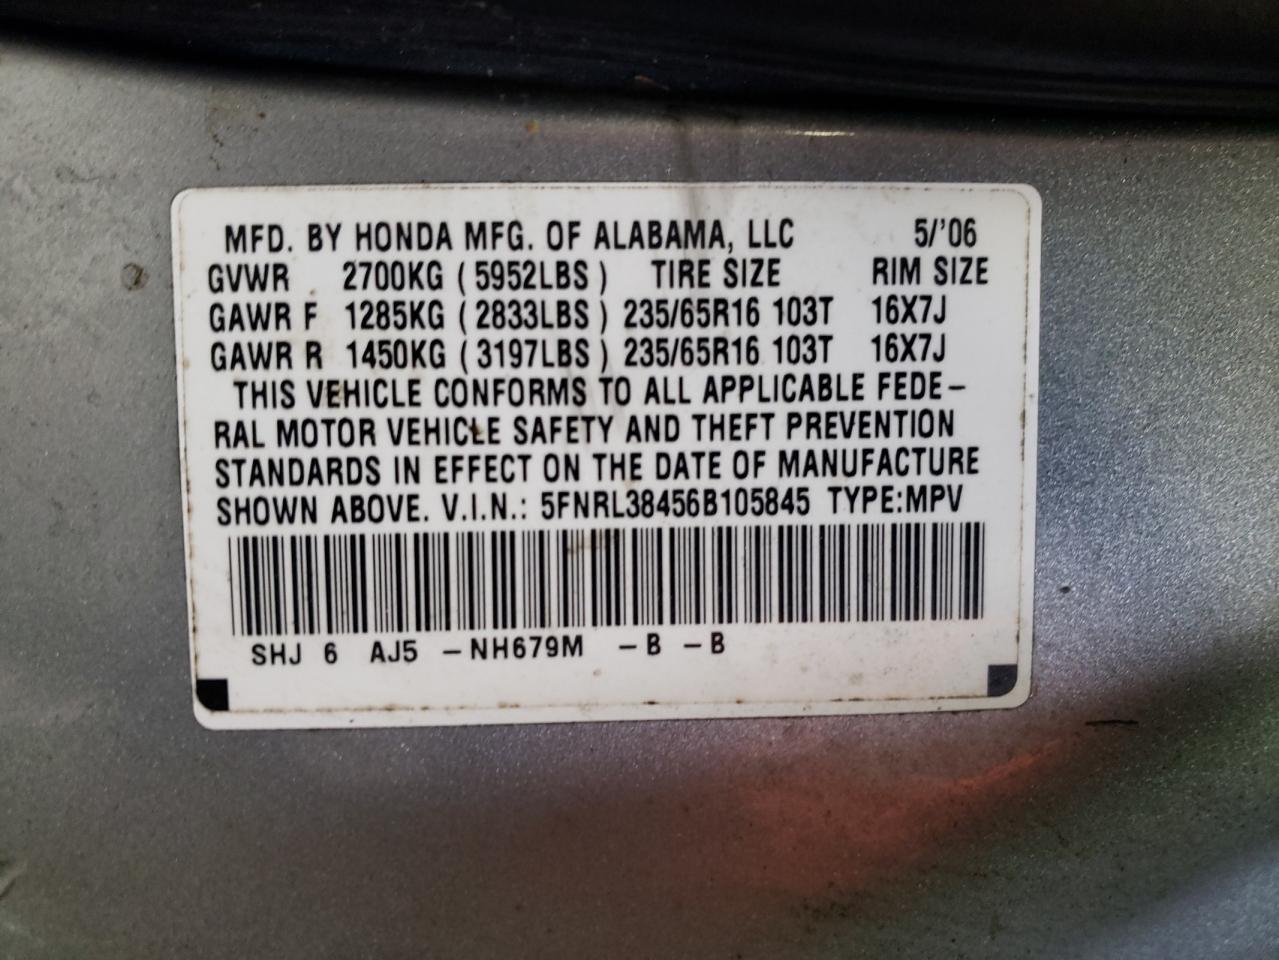 MFD. BY HONDA MFG. OF ALABAMA, LLC 5/'06
GVWR 2700KG (5952LBS) TIRE SIZE RIM SIZE
GAWR F 1285KG (2833LBS) 235/65R16 103T 16X7J
GAWR R 1450KG (3197LBS) 235/65R16 103T 16X7J
THIS VEHICLE CONFORMS TO ALL APPLICABLE FEDE-
RAL MOTOR VEHICLE SAFETY AND THEFT PREVENTION
STANDARDS IN EFFECT ON THE DATE OF MANUFACTURE
SHOWN ABOVE. V.I.N.: 5FNRL38456B105845 TYPE:MPV
SHJ 6 AJ5 -NH679M -B -B